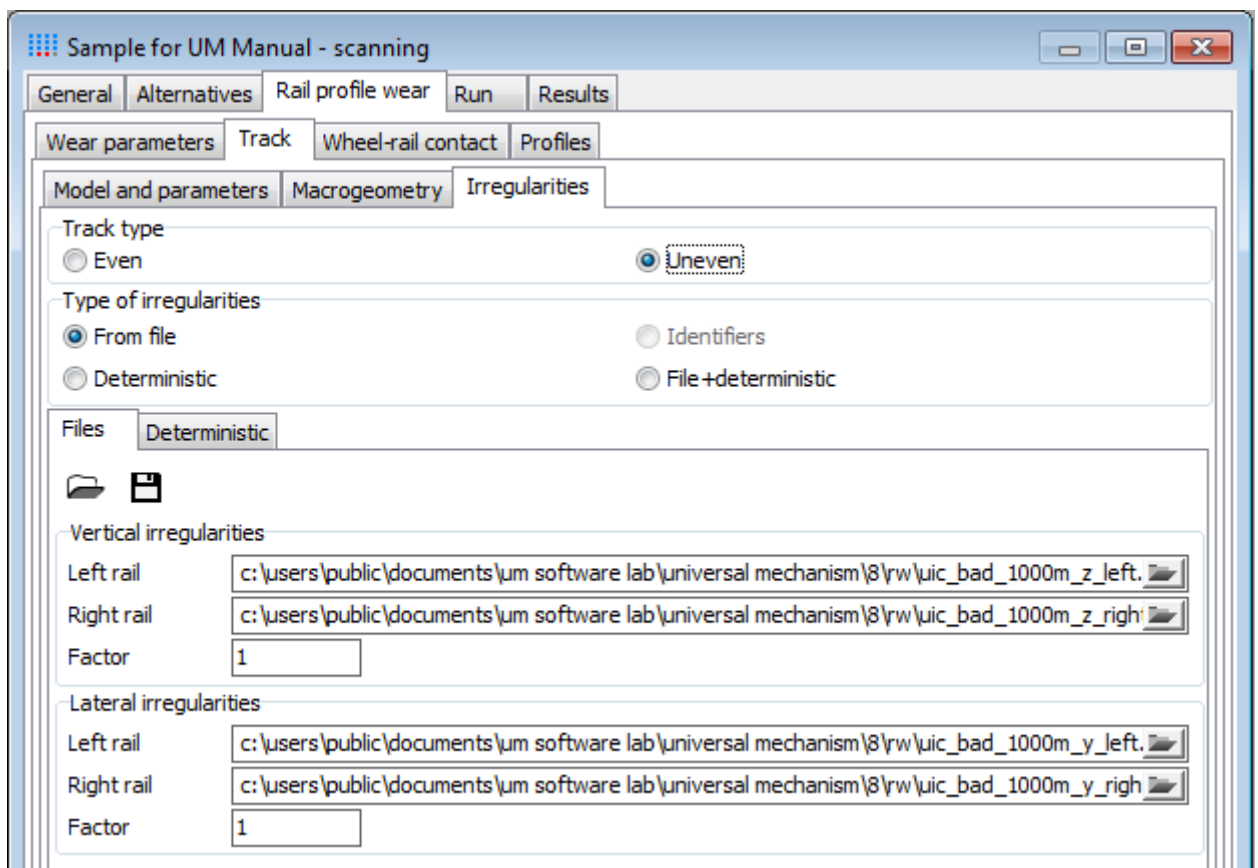 Sample for UM Manual - scanning
General Alternatives Rail profile wear Run Results
Wear parameters Track Wheel-rail contact Profiles
Model and parameters Macrogeometry Irregularities
Track type
Even Uneven
Type of irregularities
From file Identifiers
Deterministic File+deterministic
Files Deterministic
Vertical irregularities
Left rail c:\users\public\documents\um software lab\universal mechanism\8\rw\uic_bad_1000m_z_left.
Right rail c:\users\public\documents\um software lab\universal mechanism\8\rw\uic_bad_1000m_z_right
Factor 1
Lateral irregularities
Left rail c:\users\public\documents\um software lab\universal mechanism\8\rw\uic_bad_1000m_y_left.
Right rail c:\users\public\documents\um software lab\universal mechanism\8\rw\uic_bad_1000m_y_righ
Factor 1